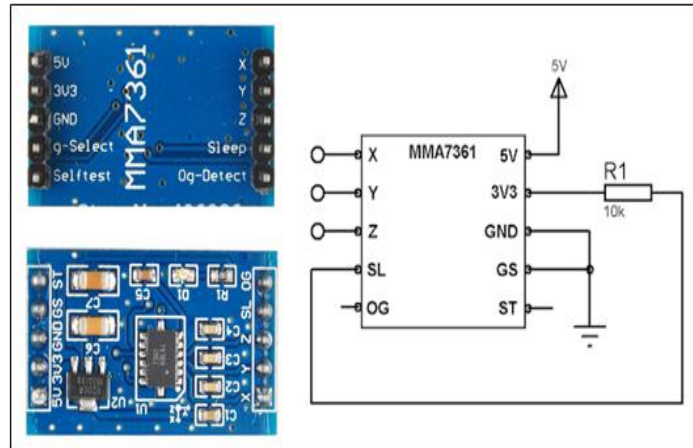 5V
3V3
GND
g-Select
Selftest
MMA7361
X
Y
Z
Sleep
0g-Detect
ST
GS
GND
3V3
5V
C7
C6
U2
C5
D1
R1
U1
C4
C3
C2
C1
OG
SL
Z
Y
X
MMA7361
X
Y
Z
SL
OG
5V
3V3
GND
GS
ST
5V
R1
10k